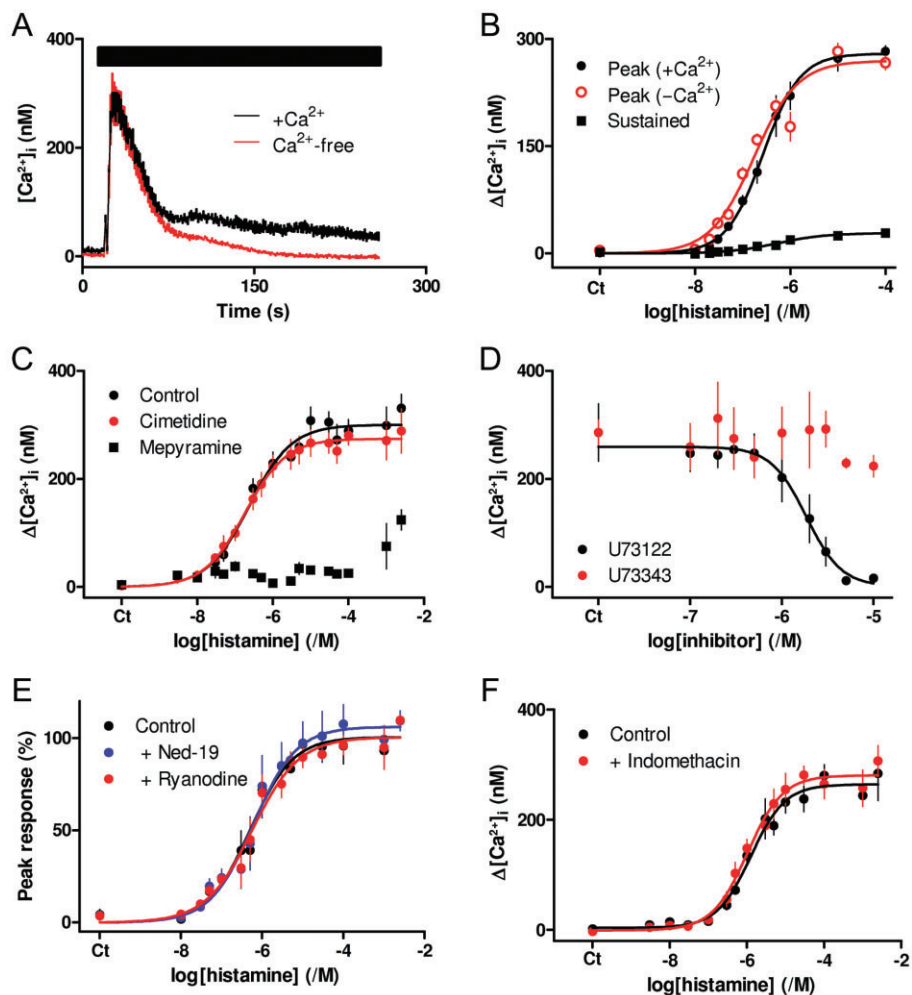 A
400
200
0
[Ca²⁺]ᵢ (nM)
+Ca²⁺
Ca²⁺-free
0
150
300
Time (s)
B
300
150
0
Δ[Ca²⁺]ᵢ (nM)
Peak (+Ca²⁺)
Peak (−Ca²⁺)
Sustained
Ct
-8
-6
-4
log[histamine] (/M)
C
400
200
0
Δ[Ca²⁺]ᵢ (nM)
Control
Cimetidine
Mepyramine
Ct
-8
-6
-4
-2
log[histamine] (/M)
D
400
200
0
Δ[Ca²⁺]ᵢ (nM)
U73122
U73343
Ct
-7
-6
-5
log[inhibitor] (/M)
E
100
50
0
Peak response (%)
Control
+ Ned-19
+ Ryanodine
Ct
-8
-6
-4
-2
log[histamine] (/M)
F
400
200
0
Δ[Ca²⁺]ᵢ (nM)
Control
+ Indomethacin
Ct
-8
-6
-4
-2
log[histamine] (/M)